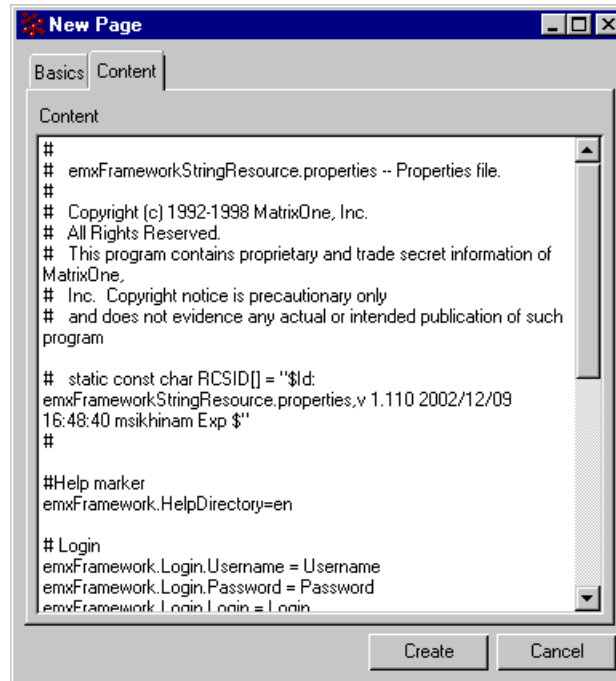 New Page
Basics
Content
Content
#
#   emxFrameworkStringResource.properties -- Properties file.
#
#   Copyright (c) 1992-1998 MatrixOne, Inc.
#   All Rights Reserved.
#   This program contains proprietary and trade secret information of
MatrixOne,
#   Inc.  Copyright notice is precautionary only
#   and does not evidence any actual or intended publication of such
program
#   static const char RCSID[] = "$Id:
emxFrameworkStringResource.properties,v 1.110 2002/12/09
16:48:40 msikhinam Exp $"
#
#Help marker
emxFramework.HelpDirectory=en
# Login
emxFramework.Login.Username = Username
emxFramework.Login.Password = Password
emxFramework.Login.Login = Login
Create
Cancel